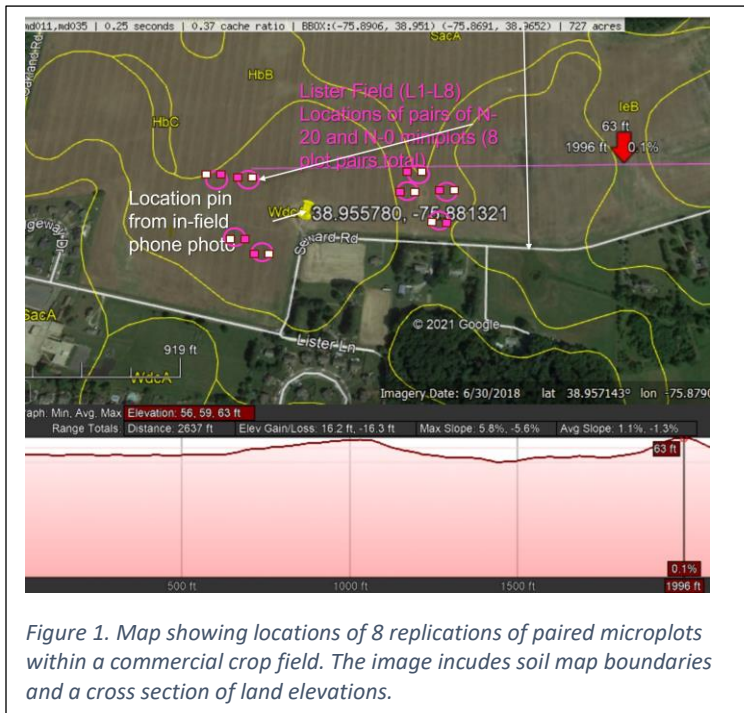 md011,md035 | 0.25 seconds | 0.37 cache ratio | BBOX:(-75.8906, 38.951) (-75.8691, 38.9652) | 727 acres
Oakland Rd
SacA
HbB
HbC
Lister Field (L1-L8)
Locations of pairs of N-
20 and N-0 miniplots (8
plot pairs total)
IeB
63 ft
1996 ft
0.1%
Location pin
from in-field
phone photo
38.955780, -75.881321
Sevard Rd
SacA
WdcA
919 ft
Lister Ln
© 2021 Google
Imagery Date: 6/30/2018 lat 38.957143° lon -75.8790
aph: Min, Avg, Max Elevation: 56, 59, 63 ft
Range Totals: Distance: 2637 ft Elev Gain/Loss: 16.2 ft, -16.3 ft Max Slope: 5.8%, -5.6% Avg Slope: 1.1%, -1.3%
63 ft
0.1%
500 ft 1000 ft 1500 ft 1996 ft
Figure 1. Map showing locations of 8 replications of paired microplots
within a commercial crop field. The image incudes soil map boundaries
and a cross section of land elevations.